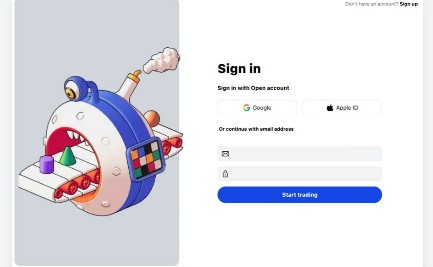 Don't have an account? Sign up
Sign in
Sign in with Open account
Google
Apple ID
Or continue with email address
Start trading